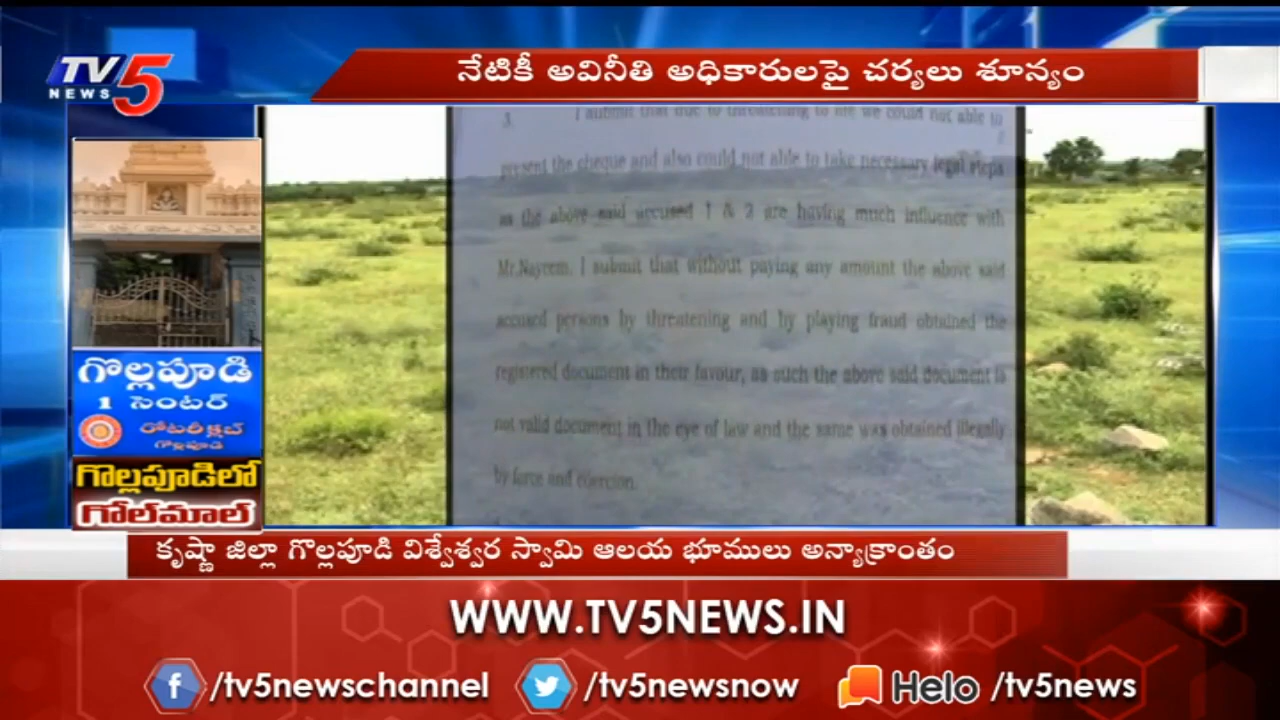 TV5
NEWS
నేటికీ అవినీతి అధికారులపై చర్యలు శూన్యం
3. I submit that due to threatening to life we could not able to
present the cheque and also could not able to take necessary legal steps
as the above said accused 1 & 2 are having much influence with
Mr.Nayeem. I submit that without paying any amount the above said
accused persons by threatening and by playing fraud obtained the
registered document in their favour, as such the above said document is
not valid document in the eye of law and the same was obtained illegally
by force and coercion.
గొల్లపూడి
1 సెంటర్
రోటరీక్లబ్
గొల్లపూడి
గొల్లపూడిలో
గోల్‌మాల్
కృష్ణా జిల్లా గొల్లపూడి విశ్వేశ్వర స్వామి ఆలయ భూములు అన్యాక్రాంతం
WWW.TV5NEWS.IN
/tv5newschannel
/tv5newsnow
Helo /tv5news